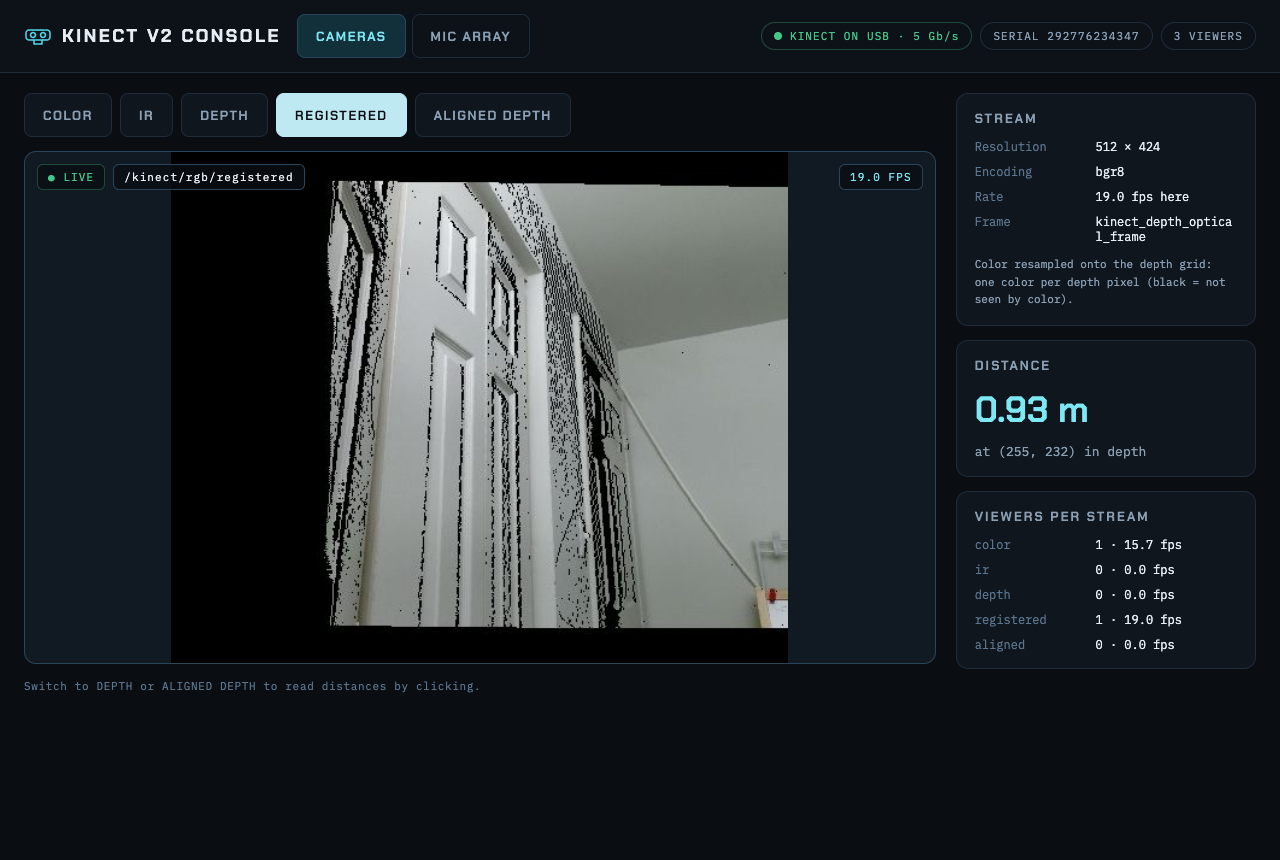 KINECT V2 CONSOLE
CAMERAS
MIC ARRAY
KINECT ON USB · 5 Gb/s
SERIAL 292776234347
3 VIEWERS
COLOR
IR
DEPTH
REGISTERED
ALIGNED DEPTH
LIVE
/kinect/rgb/registered
19.0 FPS
STREAM
Resolution 512 × 424
Encoding bgr8
Rate 19.0 fps here
Frame kinect_depth_optica
l_frame
Color resampled onto the depth grid:
one color per depth pixel (black = not
seen by color).
DISTANCE
0.93 m
at (255, 232) in depth
VIEWERS PER STREAM
color 1 · 15.7 fps
ir 0 · 0.0 fps
depth 0 · 0.0 fps
registered 1 · 19.0 fps
aligned 0 · 0.0 fps
Switch to DEPTH or ALIGNED DEPTH to read distances by clicking.